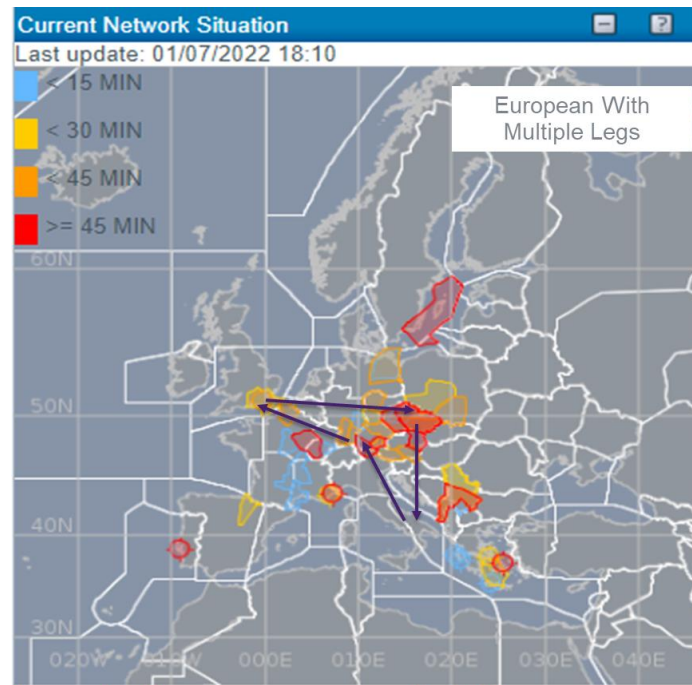 Current Network Situation
Last update: 01/07/2022 18:10
< 15 MIN
< 30 MIN
< 45 MIN
>= 45 MIN
European With
Multiple Legs
60N
50N
40N
30N
020W 010W 000E 010E 020E 030E 040E